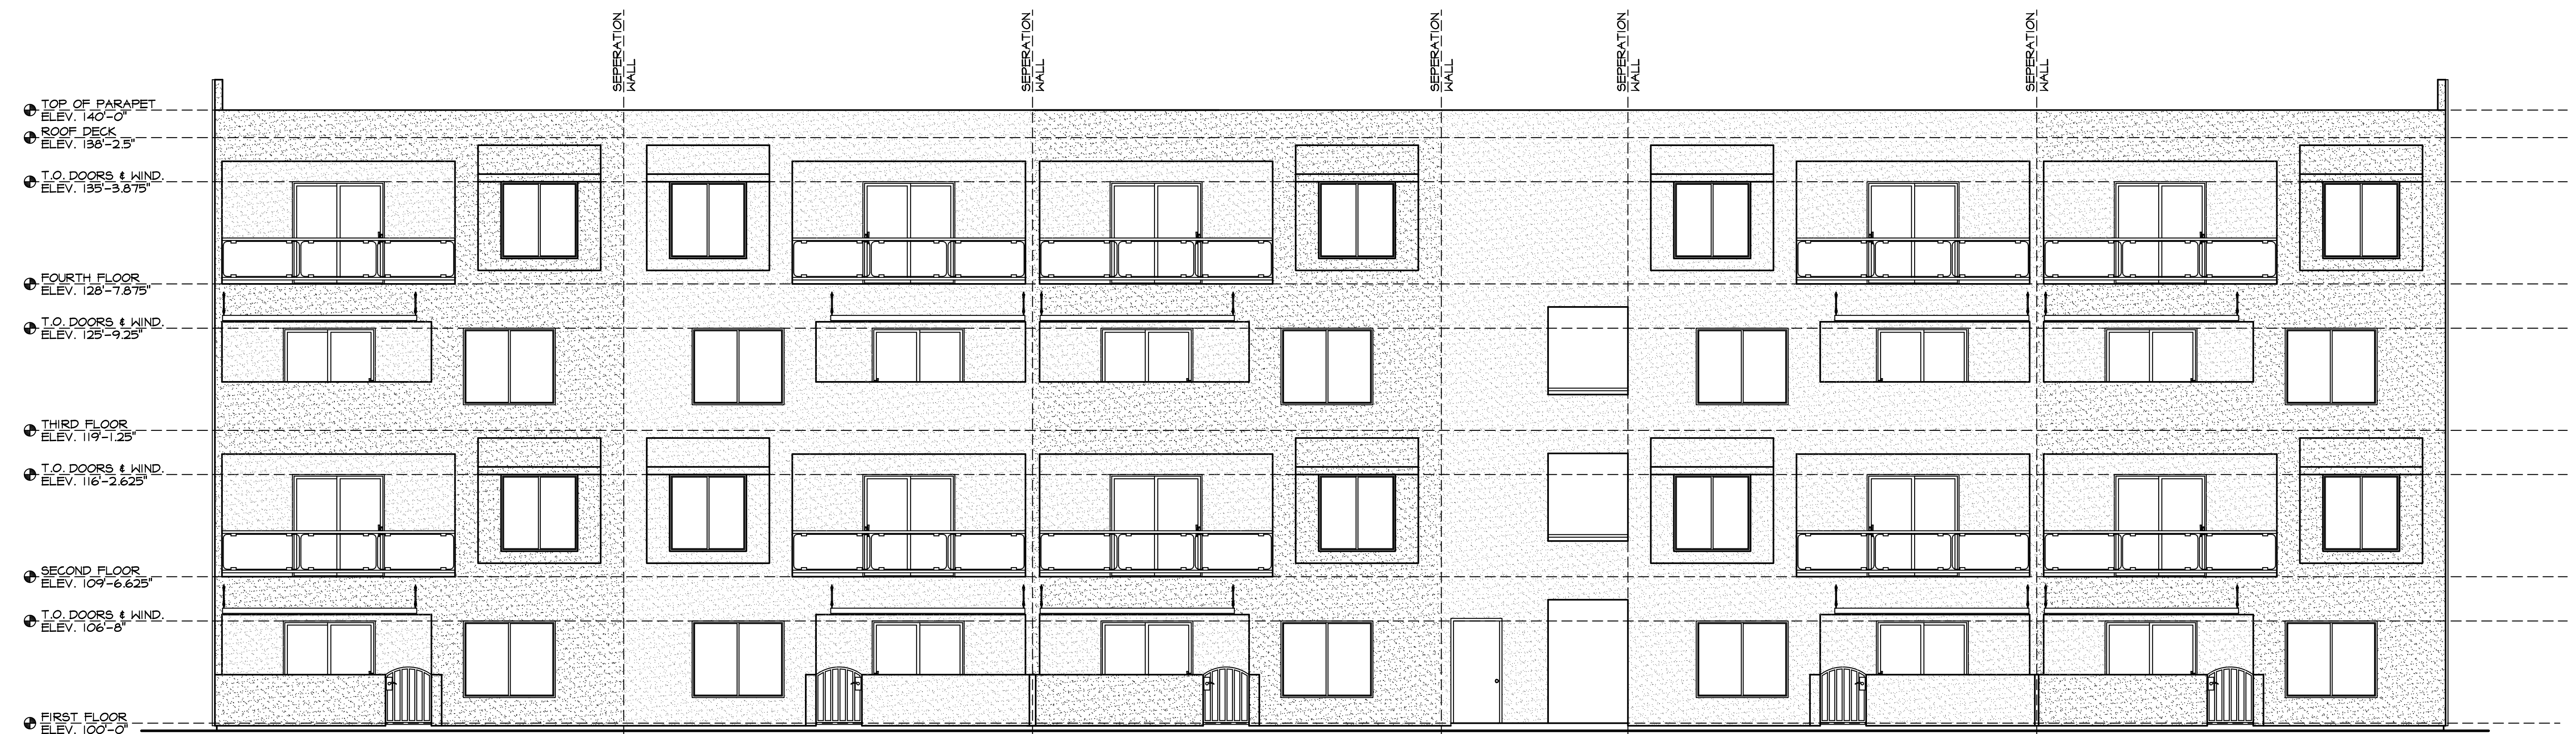 SEPERATION
WALL
SEPERATION
WALL
SEPERATION
WALL
SEPERATION
WALL
SEPERATION
WALL
TOP OF PARAPET
ELEV. 140'-0"
ROOF DECK
ELEV. 138'-2.5"
T.O. DOORS & WIND.
ELEV. 135'-3.875"
FOURTH FLOOR
ELEV. 128'-7.875"
T.O. DOORS & WIND.
ELEV. 125'-9.25"
THIRD FLOOR
ELEV. 119'-1.25"
T.O. DOORS & WIND.
ELEV. 116'-2.625"
SECOND FLOOR
ELEV. 109'-6.625"
T.O. DOORS & WIND.
ELEV. 106'-8"
FIRST FLOOR
ELEV. 100'-0"